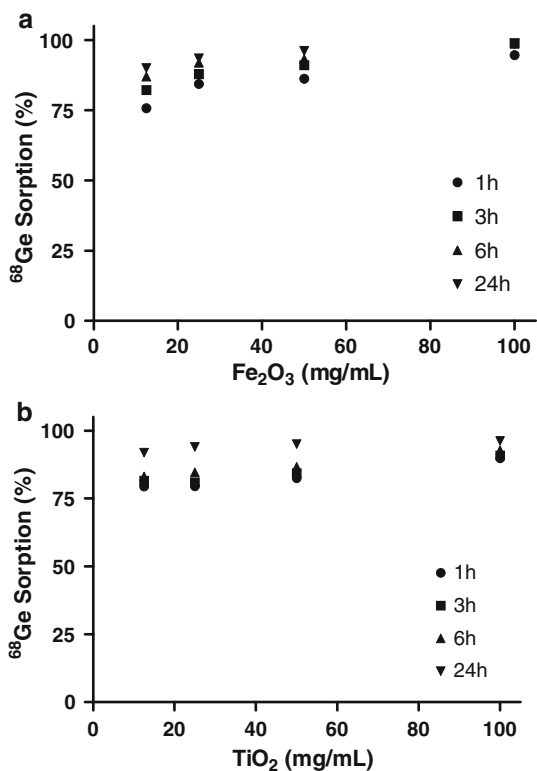 a
100
75
50
25
0
⁶⁸Ge Sorption (%)
1h
3h
6h
24h
0 20 40 60 80 100
Fe₂O₃ (mg/mL)
b
100
75
50
25
0
⁶⁸Ge Sorption (%)
1h
3h
6h
24h
0 20 40 60 80 100
TiO₂ (mg/mL)